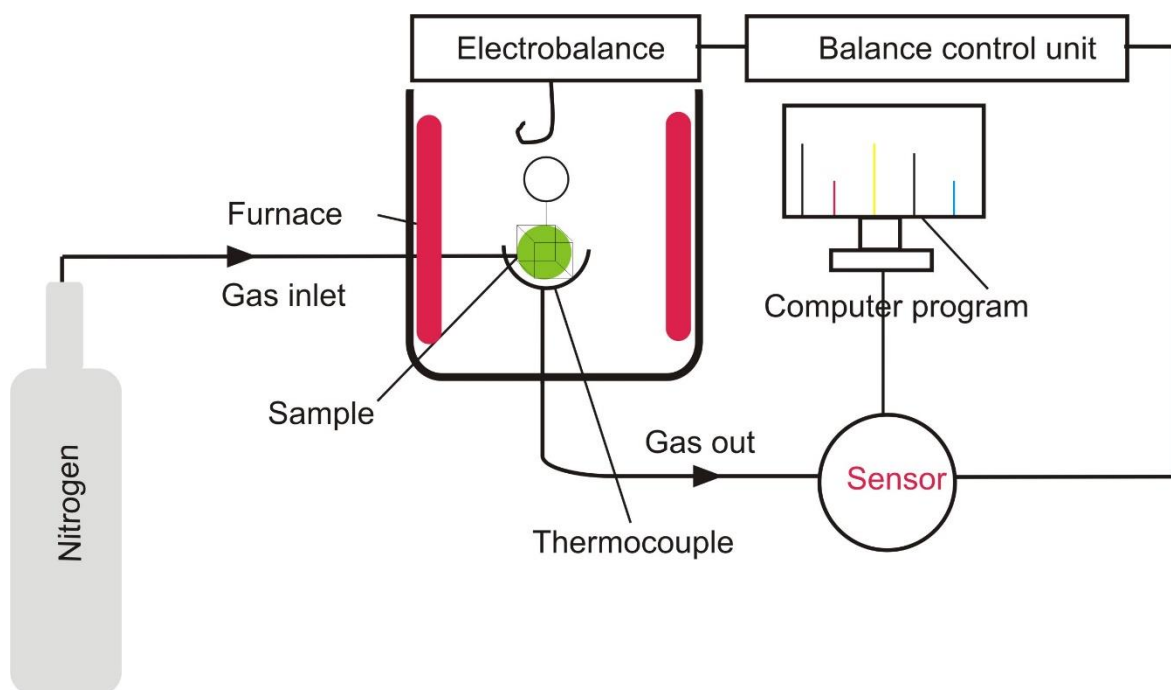 Electrobalance
Balance control unit
Furnace
Gas inlet
Computer program
Sample
Gas out
Sensor
Thermocouple
Nitrogen